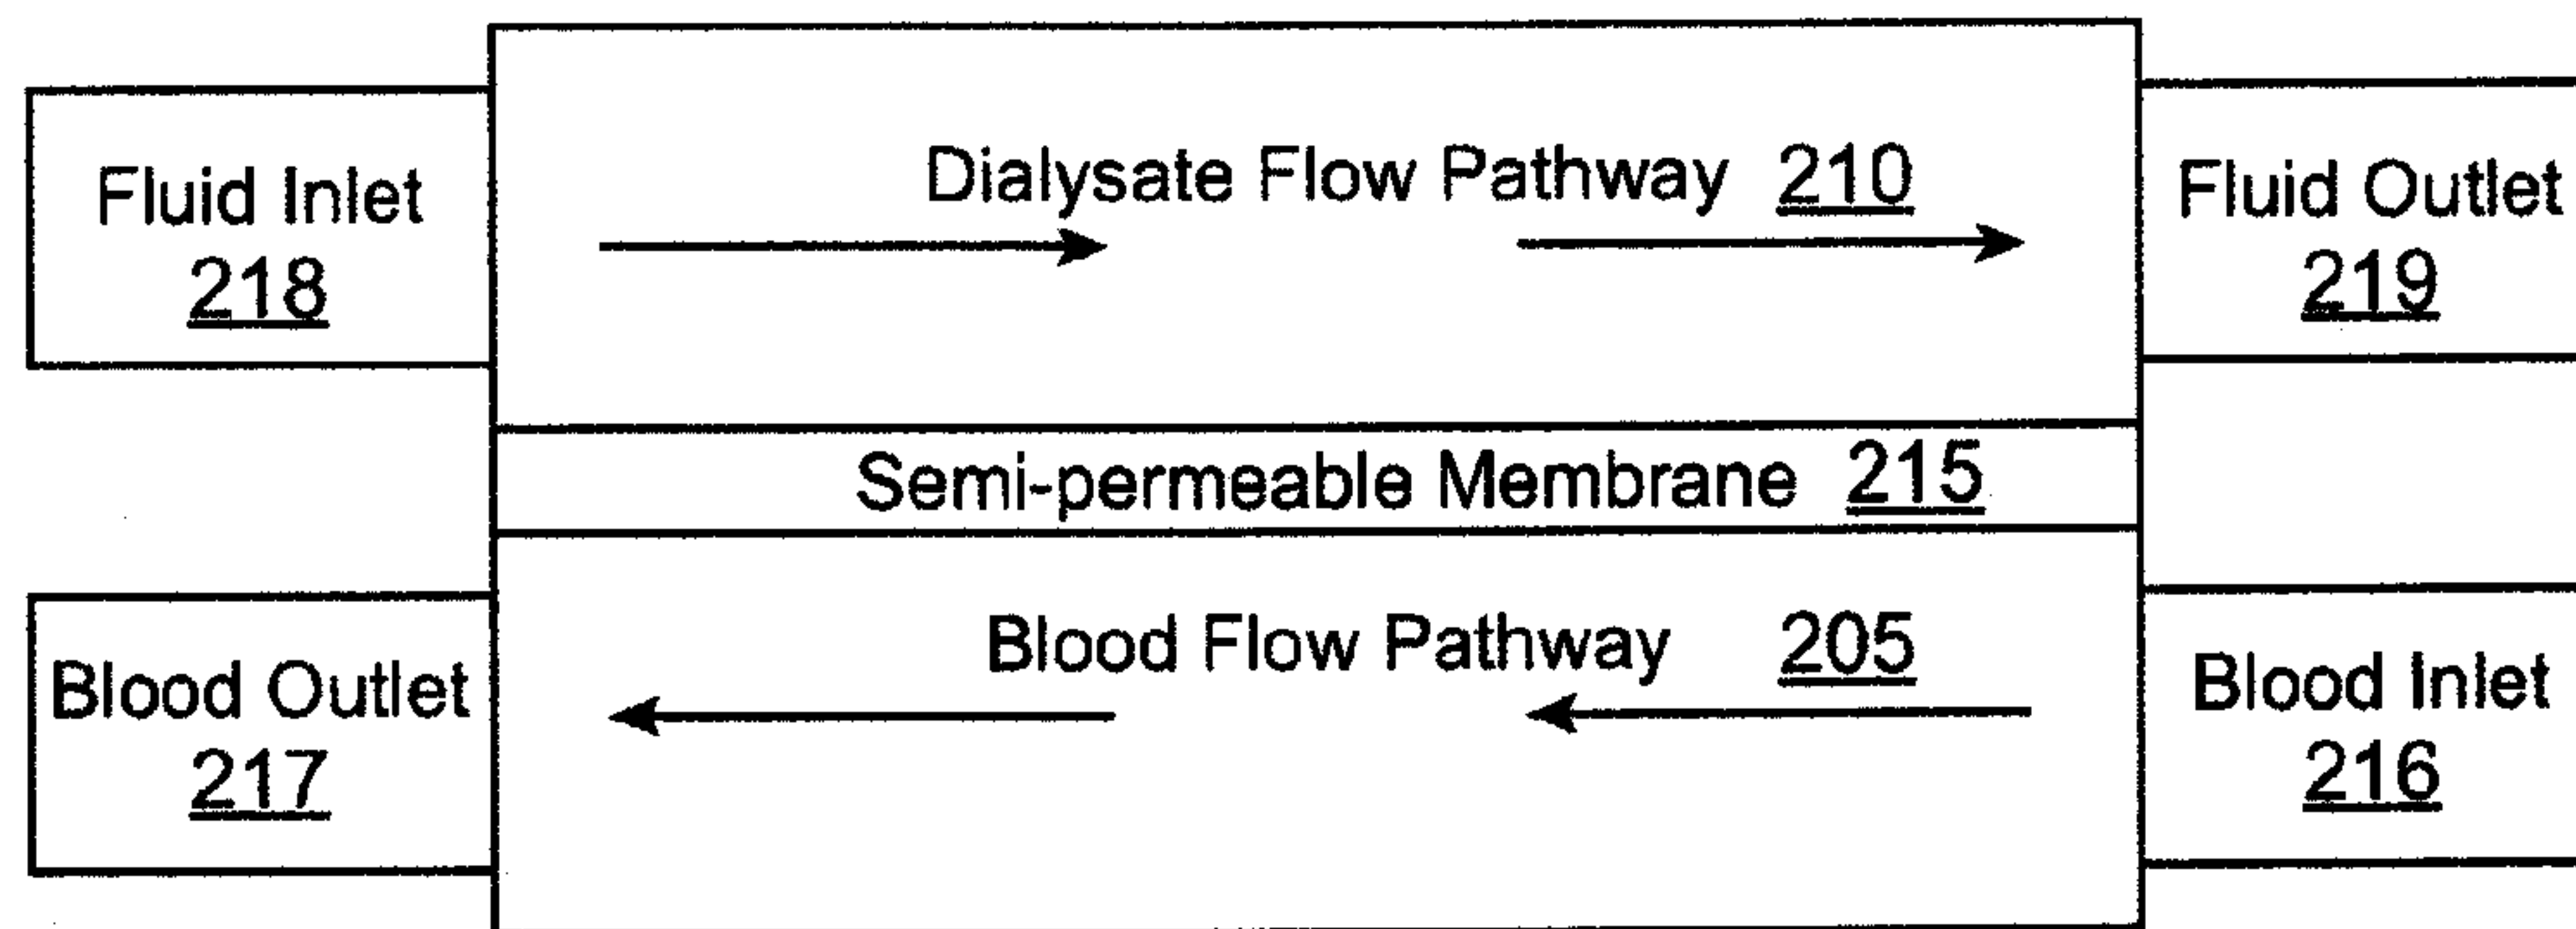 Fluid Inlet
218
Dialysate Flow Pathway 210
Fluid Outlet
219
Semi-permeable Membrane 215
Blood Outlet
217
Blood Flow Pathway 205
Blood Inlet
216